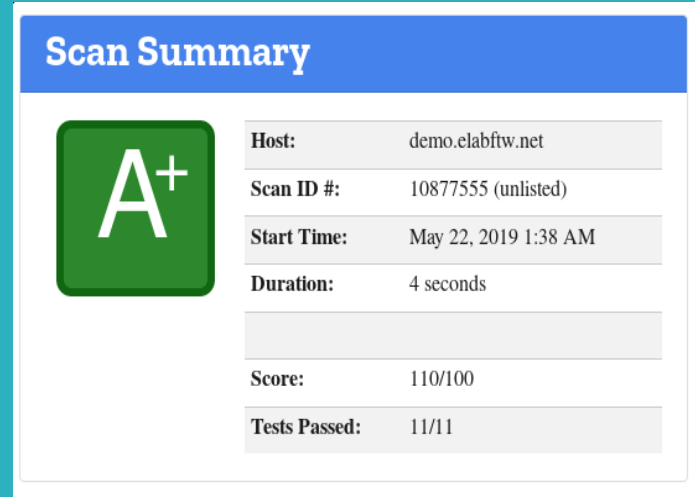 Scan Summary
A+
Host: demo.elabftw.net
Scan ID #: 10877555 (unlisted)
Start Time: May 22, 2019 1:38 AM
Duration: 4 seconds
Score: 110/100
Tests Passed: 11/11